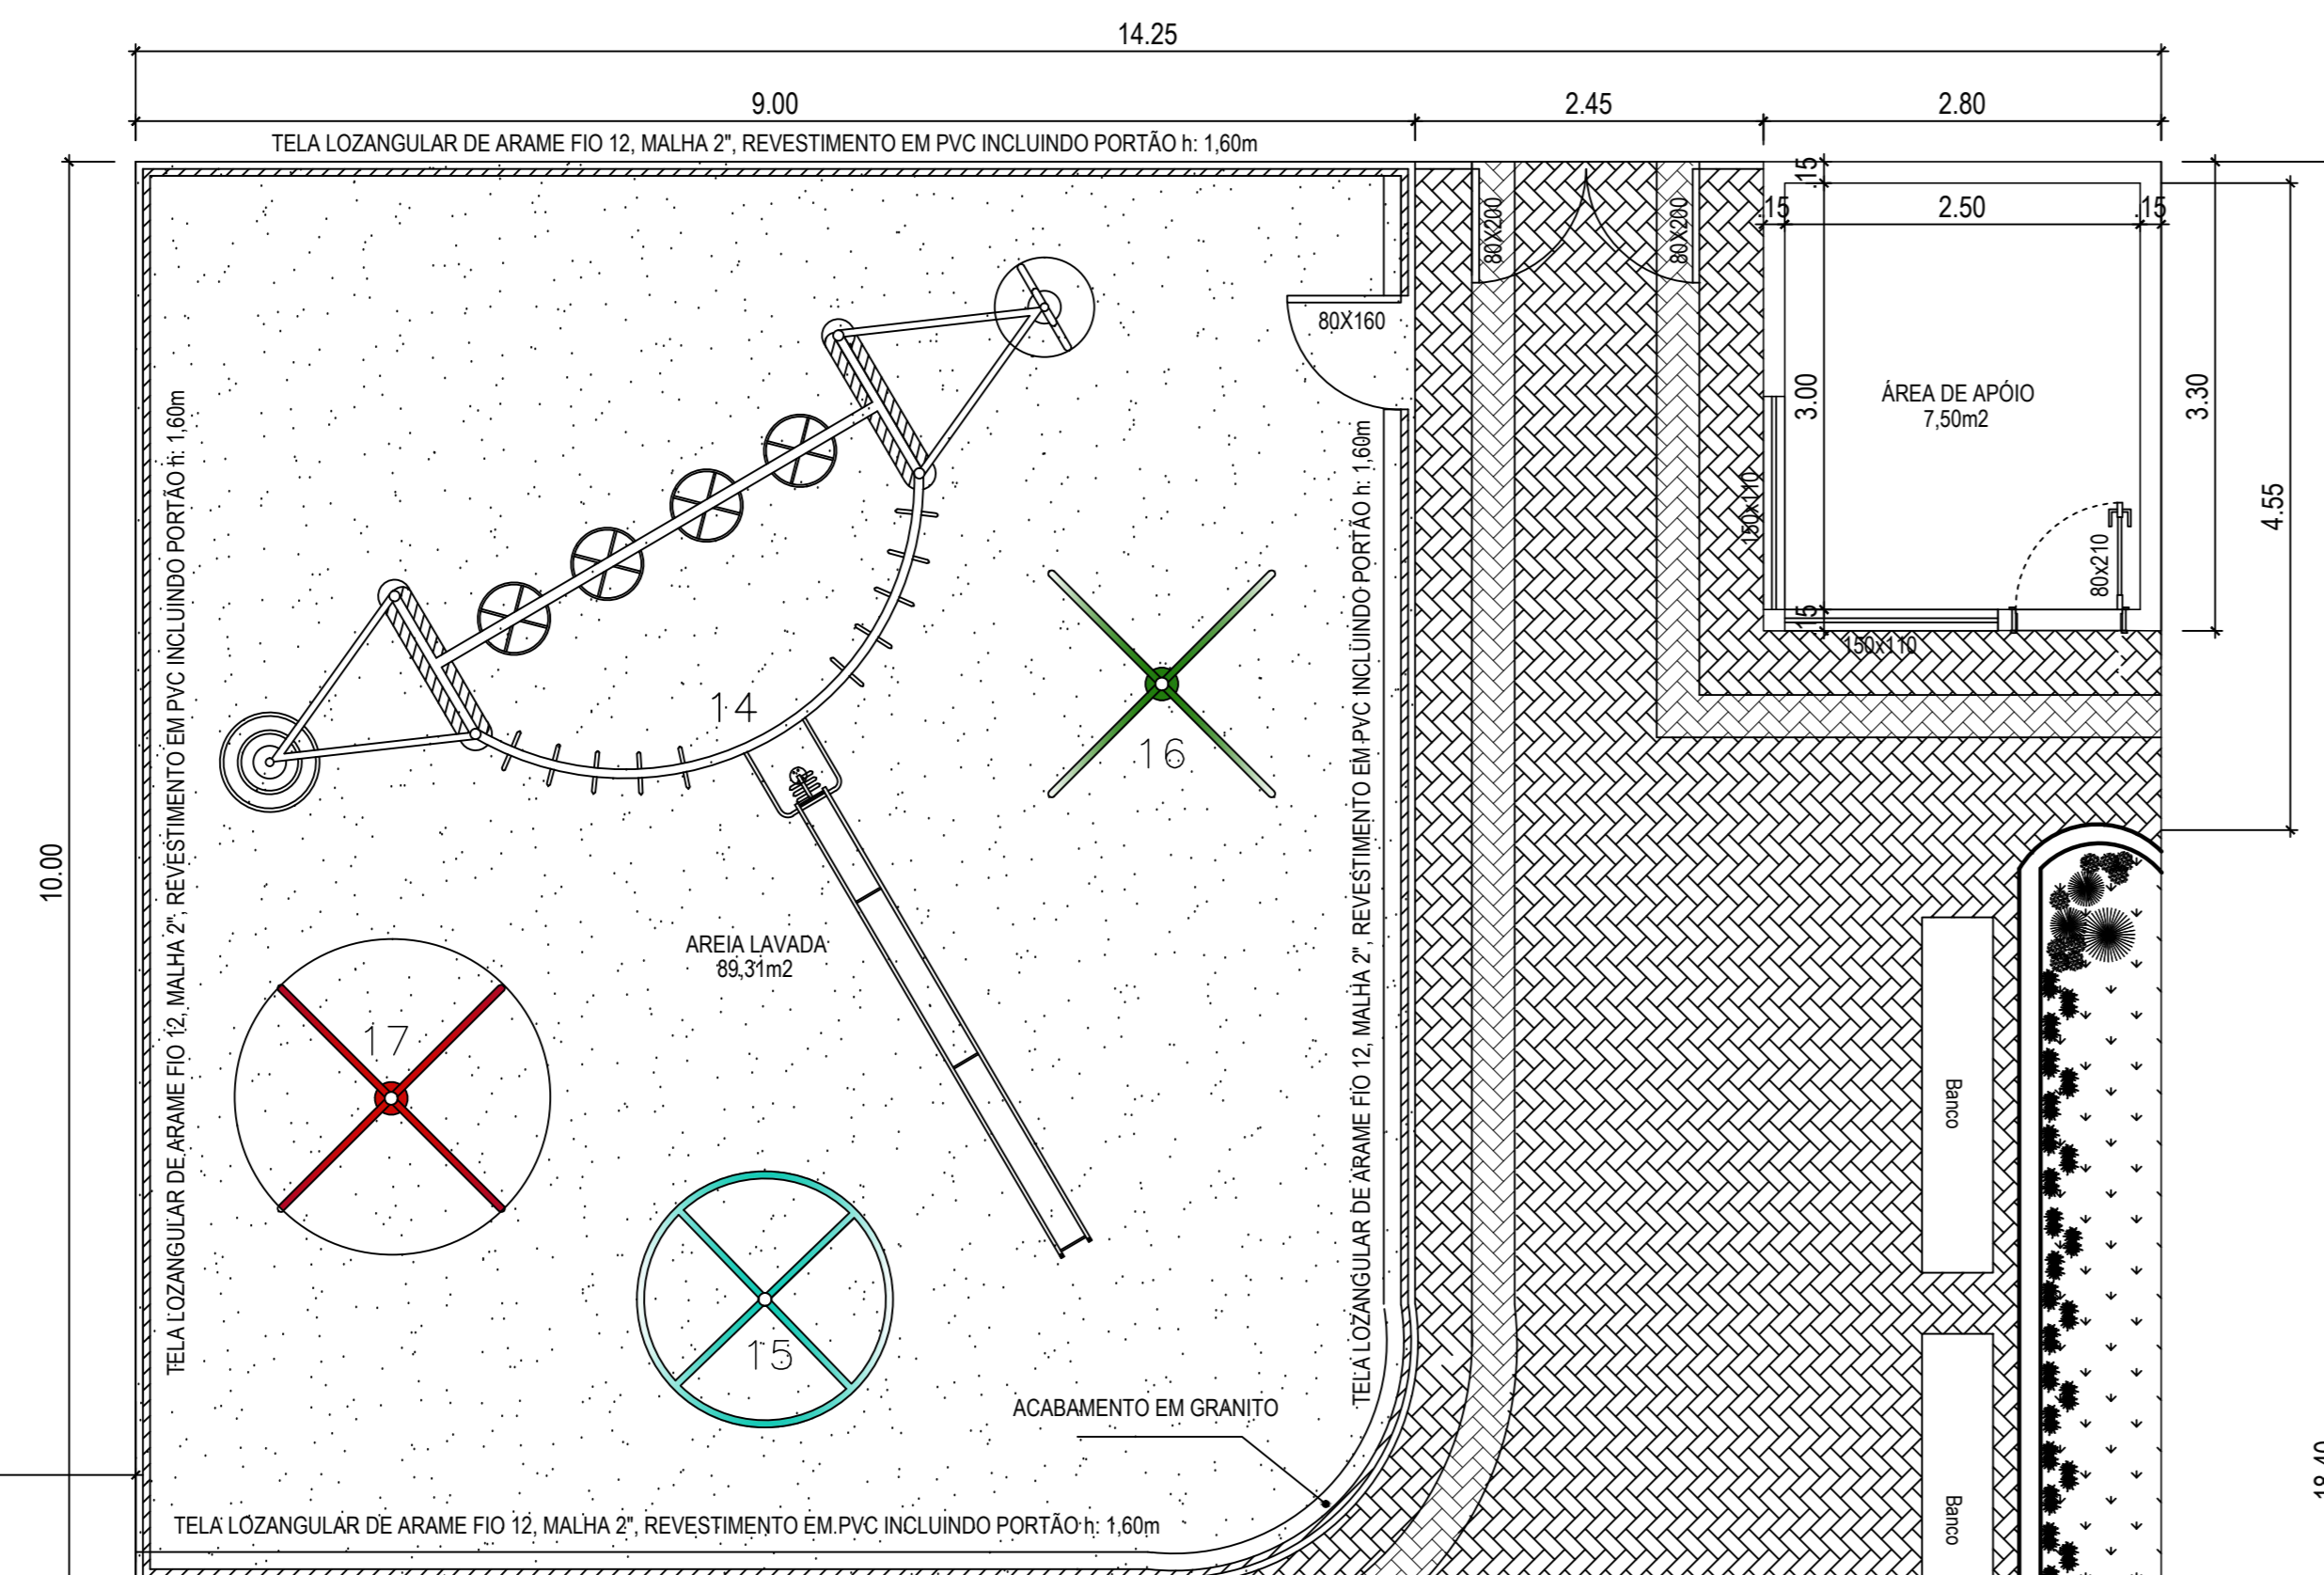 14.25
9.00
2.45
2.80
TELA LOZANGULAR DE ARAME FIO 12, MALHA 2", REVESTIMENTO EM PVC INCLUINDO PORTÃO h: 1,60m
.15
.15
2.50
.15
80X200
80X200
80X160
TELA LOZANGULAR DE ARAME FIO 12, MALHA 2", REVESTIMENTO EM PVC INCLUINDO PORTÃO h: 1,60m
TELA LOZANGULAR DE ARAME FIO 12, MALHA 2", REVESTIMENTO EM PVC INCLUINDO PORTÃO h: 1,60m
3.00
ÁREA DE APÓIO
7,50m2
3.30
4.55
150x110
80x210
.15
150x110
14
16
10.00
AREIA LAVADA
89,31m2
17
15
Banco
ACABAMENTO EM GRANITO
Banco
18.40
TELA LOZANGULAR DE ARAME FIO 12, MALHA 2", REVESTIMENTO EM PVC INCLUINDO PORTÃO h: 1,60m